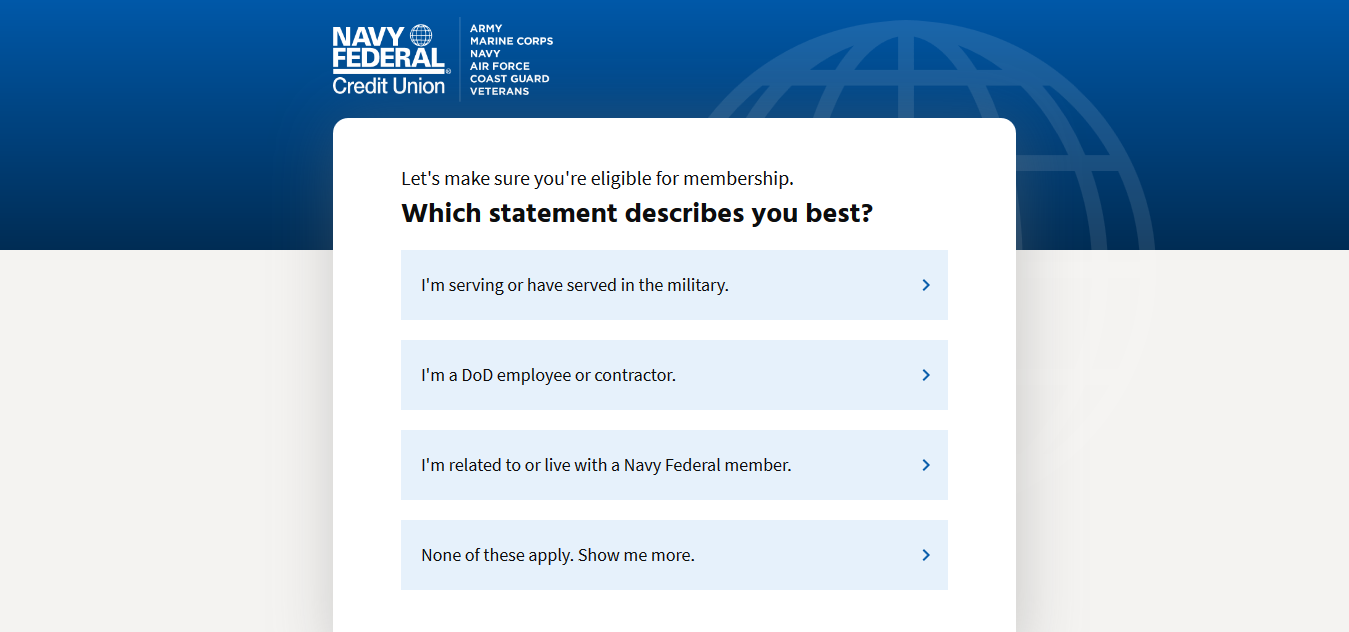 NAVY
FEDERAL®
Credit Union
ARMY
MARINE CORPS
NAVY
AIR FORCE
COAST GUARD
VETERANS
Let's make sure you're eligible for membership.
Which statement describes you best?
I'm serving or have served in the military.
I'm a DoD employee or contractor.
I'm related to or live with a Navy Federal member.
None of these apply. Show me more.